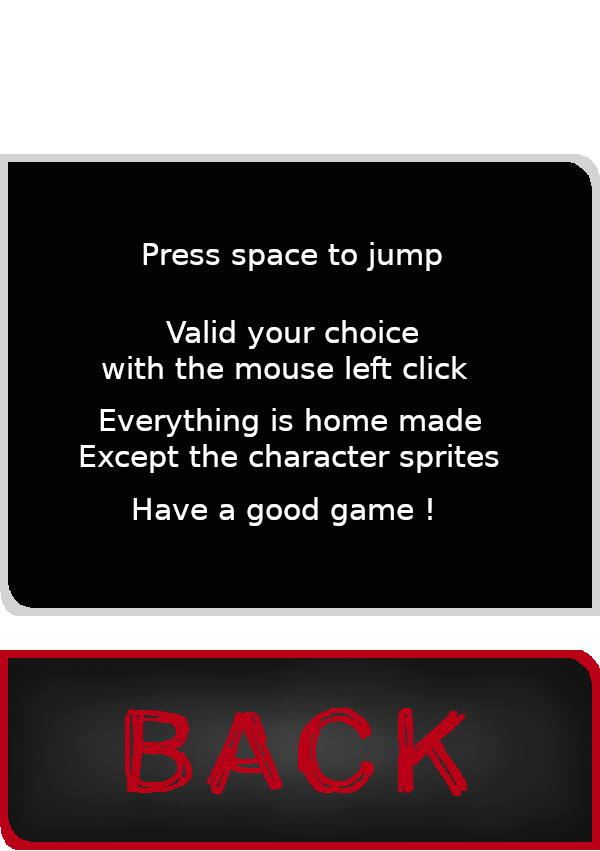 Press space to jump
Valid your choice
with the mouse left click
Everything is home made
Except the character sprites
Have a good game !
BACK